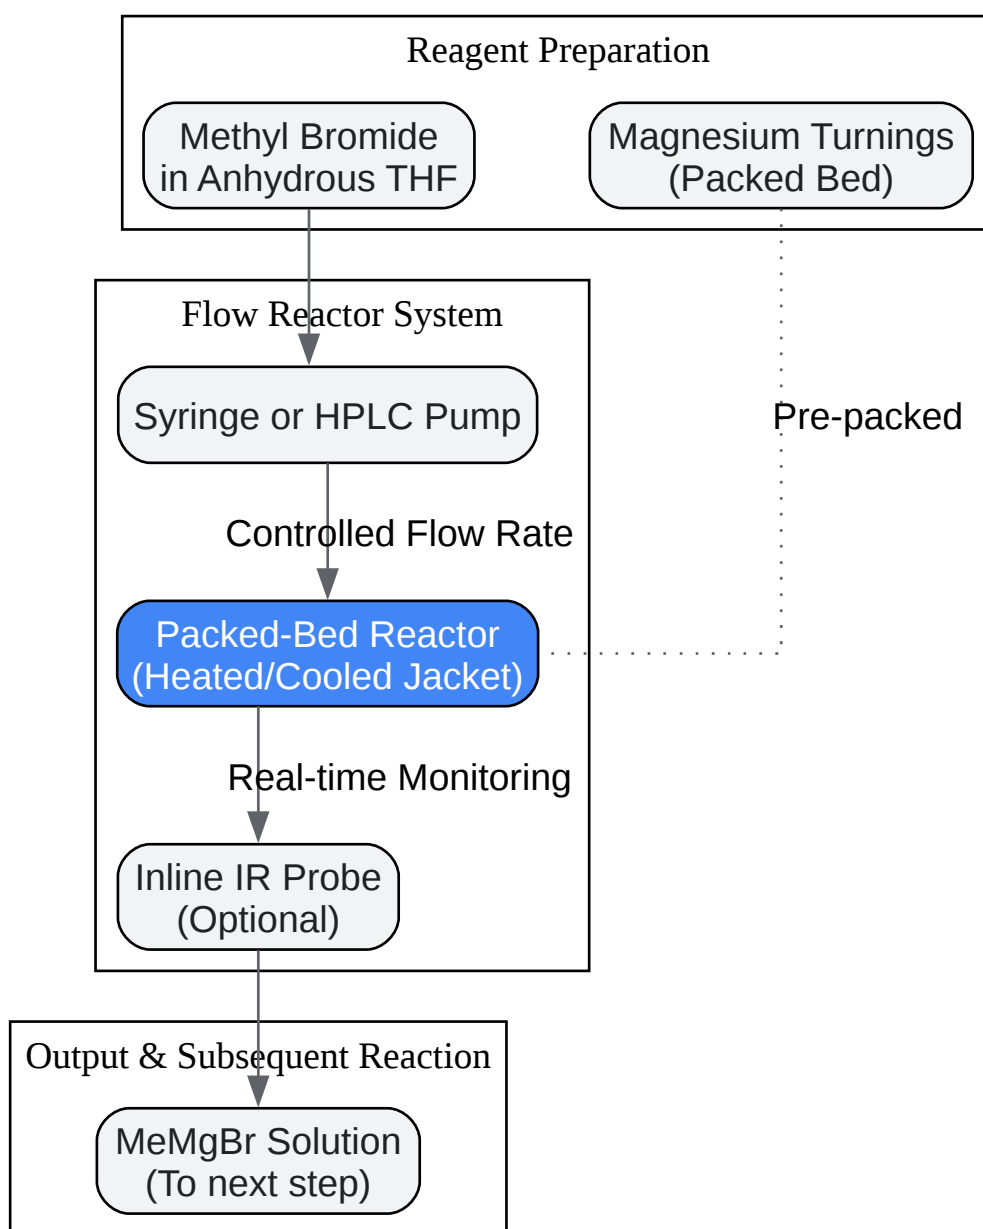 Reagent Preparation
Methyl Bromide
in Anhydrous THF
Magnesium Turnings
(Packed Bed)
Flow Reactor System
Syringe or HPLC Pump
Pre-packed
Controlled Flow Rate
Packed-Bed Reactor
(Heated/Cooled Jacket)
Real-time Monitoring
Inline IR Probe
(Optional)
Output & Subsequent Reaction
MeMgBr Solution
(To next step)